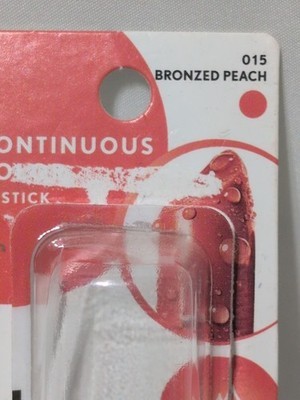 015
BRONZED PEACH
ONTINUOUS
STICK